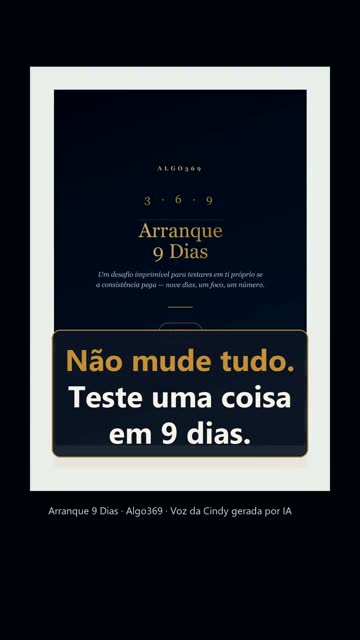 ALGO369
3 · 6 · 9
Arranque
9 Dias
Um desafio imprimível para testares em ti próprio se
a consistência pega — nove dias, um foco, um número.
Não mude tudo.
Teste uma coisa
em 9 dias.
Arranque 9 Dias · Algo369 · Voz da Cindy gerada por IA